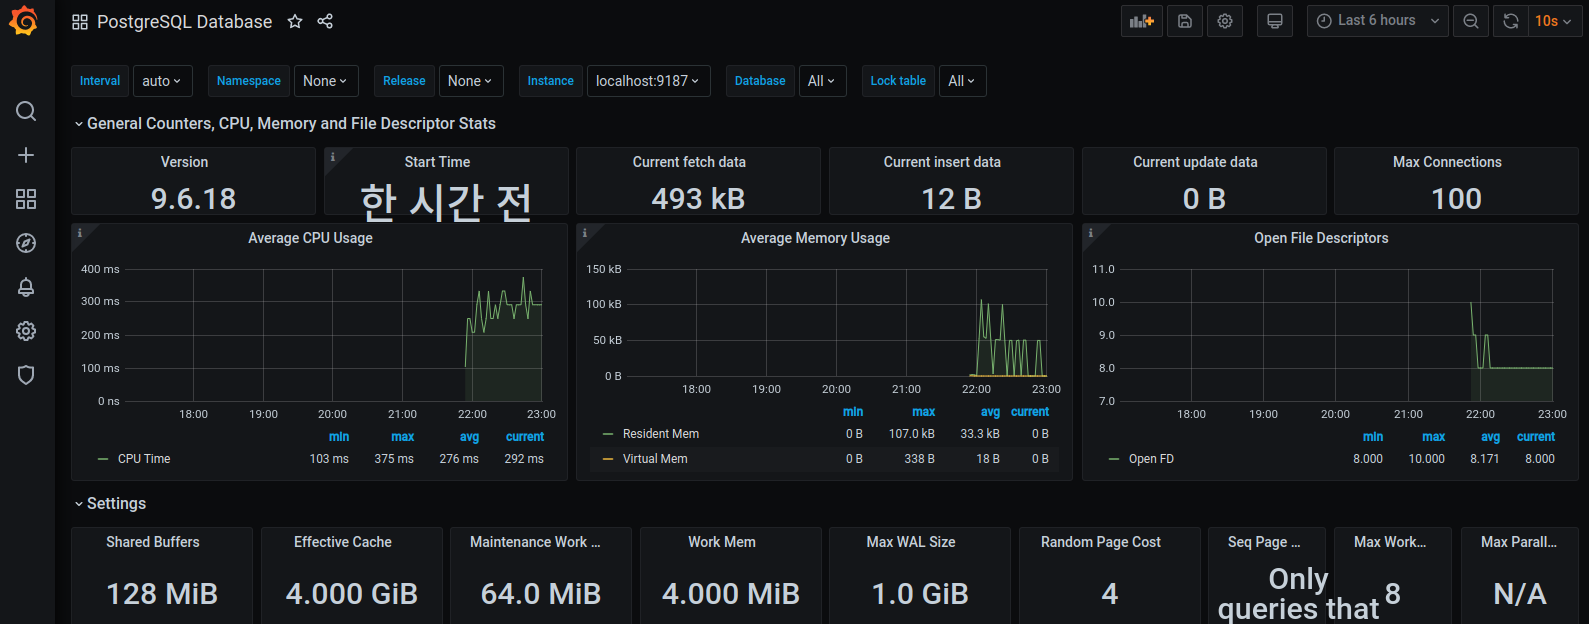 PostgreSQL Database
Last 6 hours
10s
Interval auto Namespace None Release None Instance localhost:9187 Database All Lock table All
General Counters, CPU, Memory and File Descriptor Stats
Version
9.6.18
Start Time
한 시간 전
Current fetch data
493 kB
Current insert data
12 B
Current update data
0 B
Max Connections
100
Average CPU Usage
400 ms
300 ms
200 ms
100 ms
0 ns
18:00 19:00 20:00 21:00 22:00 23:00
min max avg current
CPU Time 103 ms 375 ms 276 ms 292 ms
Average Memory Usage
150 kB
100 kB
50 kB
0 B
18:00 19:00 20:00 21:00 22:00 23:00
min max avg current
Resident Mem 0 B 107.0 kB 33.3 kB 0 B
Virtual Mem 0 B 338 B 18 B 0 B
Open File Descriptors
11.0
10.0
9.0
8.0
7.0
18:00 19:00 20:00 21:00 22:00 23:00
min max avg current
Open FD 8.000 10.000 8.171 8.000
Settings
Shared Buffers
128 MiB
Effective Cache
4.000 GiB
Maintenance Work ...
64.0 MiB
Work Mem
4.000 MiB
Max WAL Size
1.0 GiB
Random Page Cost
4
Seq Page ...
Only
queries that
Max Work...
8
Max Parall...
N/A